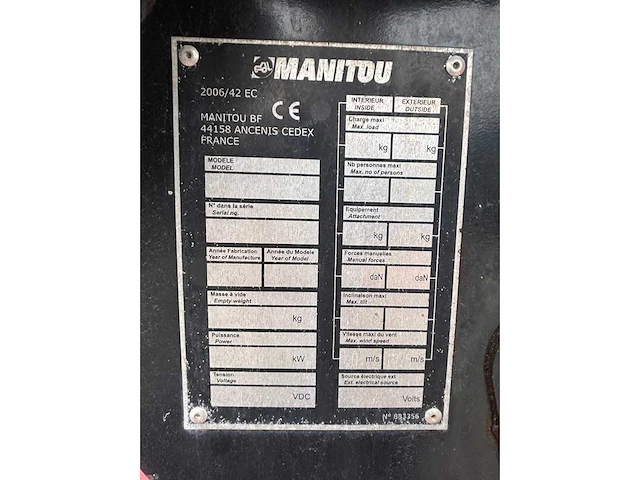 MANITOU
2006/42 EC
CE
MANITOU BF
44158 ANCENIS CEDEX
FRANCE
MODELE
MODEL
N° dans la série
Serial no.
Année Fabrication
Year of Manufacture
Année du Modele
Year of Model
Masse à vide
Empty weight
kg
Puissance
Power
kW
Tension
Voltage
VDC
INTERIEUR
INSIDE
EXTERIEUR
OUTSIDE
Charge maxi
Max. load
kg kg
Nb personnes maxi
Max. no of persons
Equipement
Attachment
kg kg
Forces manuelles
Manual forces
daN daN
Inclinaison maxi
Max. tilt
Vitesse maxi du vent
Max. wind speed
m/s m/s
Source électrique ext
Ext. electrical source
Volts
N° 883356